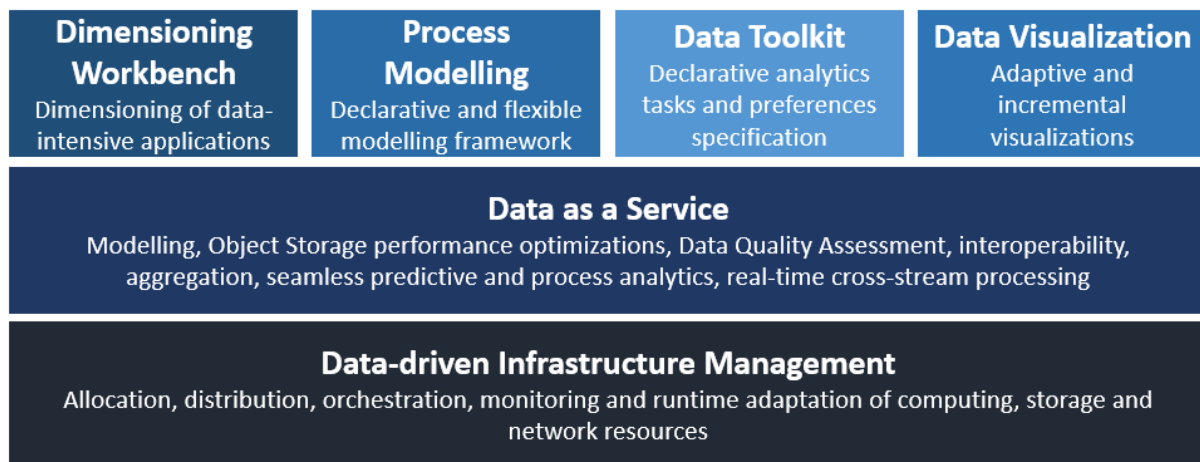 Dimensioning
Workbench
Dimensioning of data-
intensive applications
Process
Modelling
Declarative and flexible
modelling framework
Data Toolkit
Declarative analytics
tasks and preferences
specification
Data Visualization
Adaptive and
incremental
visualizations
Data as a Service
Modelling, Object Storage performance optimizations, Data Quality Assessment, interoperability,
aggregation, seamless predictive and process analytics, real-time cross-stream processing
Data-driven Infrastructure Management
Allocation, distribution, orchestration, monitoring and runtime adaptation of computing, storage and
network resources